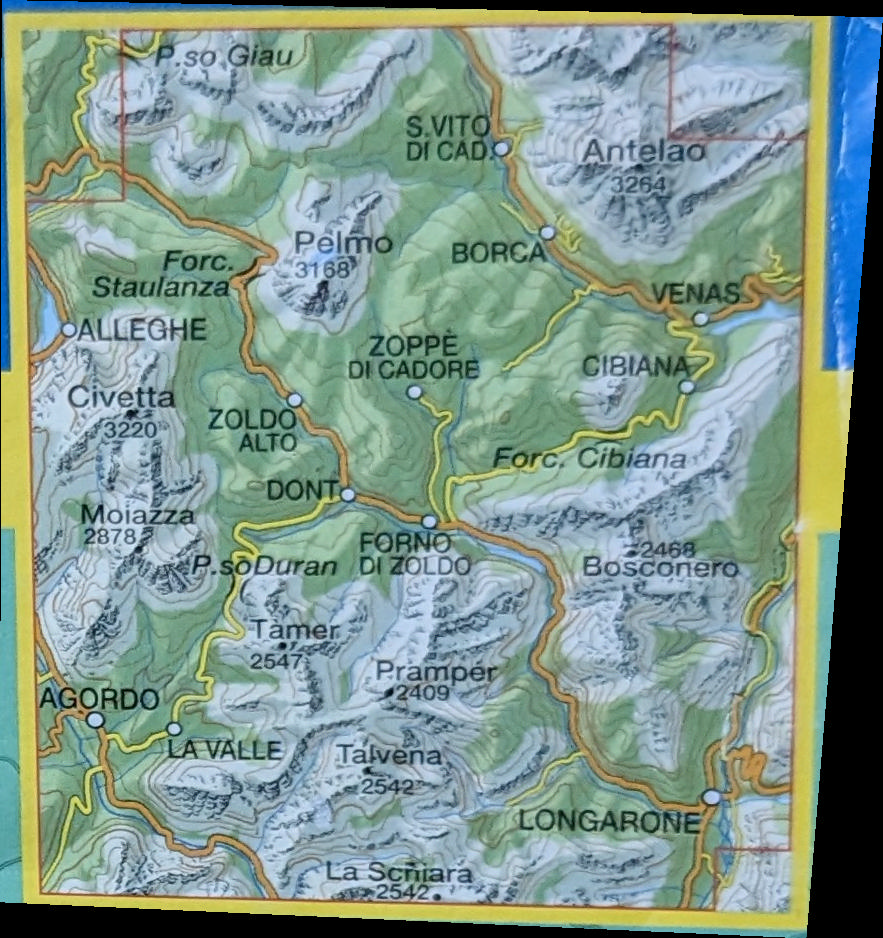 P.so Giau
S.VITO
DI CAD.
Antelao
3264
Pelmo
3168
BORCA
Forc.
Staulanza
VENAS
ALLEGHE
ZOPPÈ
DI CADORE
CIBIANA
Civetta
3220
ZOLDO
ALTO
Forc. Cibiana
DONT
Moiazza
2878
FORNO
DI ZOLDO
P.so Duran
2468
Bosconero
Tàmer
2547
Pramper
2409
AGORDO
LA VALLE
Talvena
2542
LONGARONE
La Schiara
2542